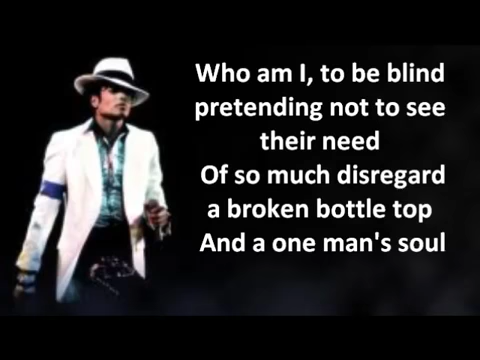 Who am I, to be blind
pretending not to see
their need
Of so much disregard
a broken bottle top
And a one man's soul